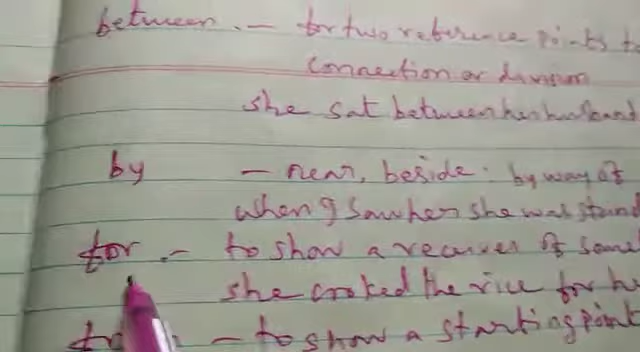 between. - for two reference points to
connection or division
she sat between her husband
by - near, beside. by way of
when I saw her she was stand
for - to show a receiver of some
she cooked the rice for h
- to show a starting point